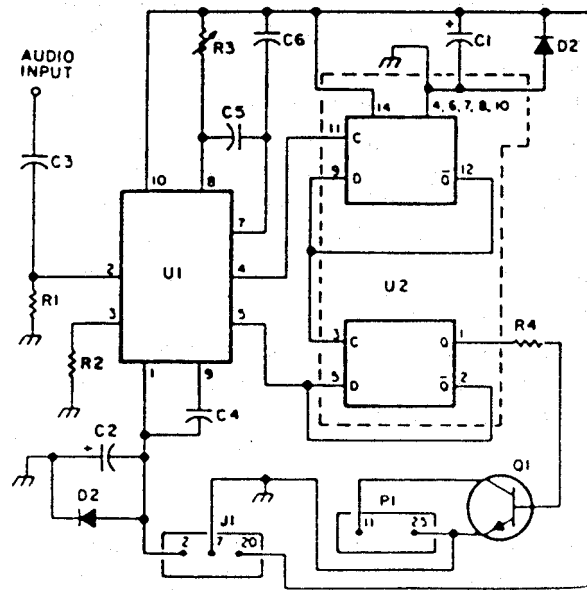 AUDIO
INPUT
R3
C6
+
C1
D2
C5
C3
14
4, 6, 7, 8, 10
11
C
9
D
Q
12
10
8
7
2
U1
4
R1
3
5
U2
R2
1
9
3
C
Q
1
R4
5
D
Q
2
C4
C2
+
D2
Q1
J1
P1
2
7
20
11
25